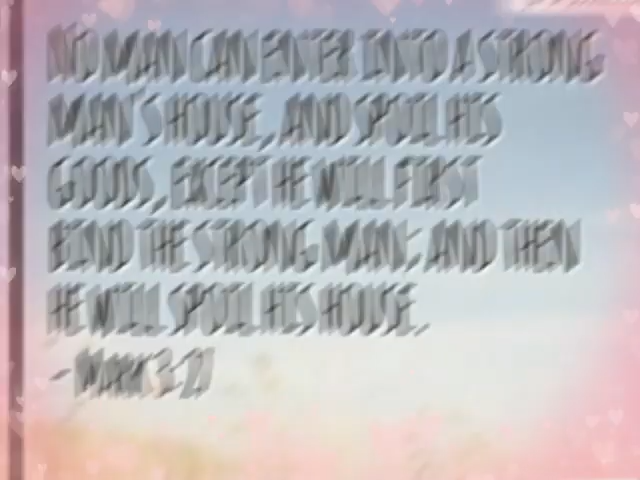 NO MAN CAN ENTER INTO A STRONG
MAN'S HOUSE, AND SPOIL HIS
GOODS, EXCEPT HE WILL FIRST
BIND THE STRONG MAN; AND THEN
HE WILL SPOIL HIS HOUSE.
- MARK 3:27